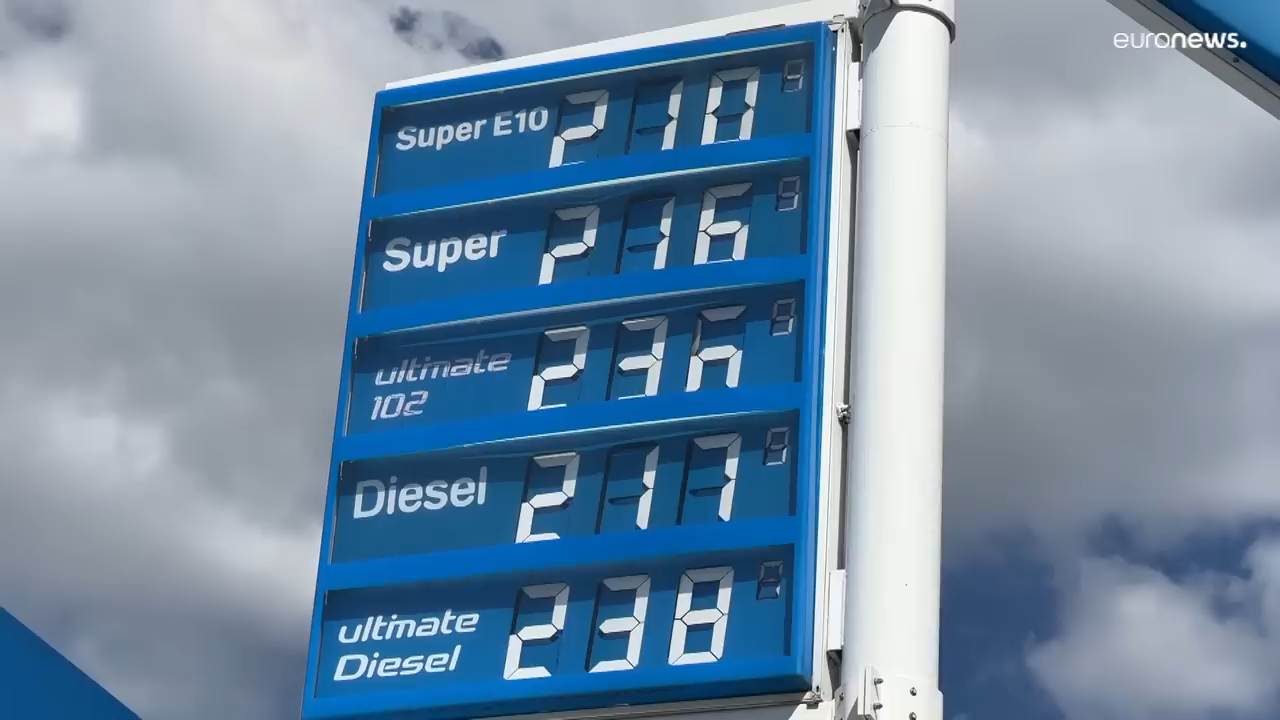 euronews.
Super E10 2 10 9
Super 2 16 9
ultimate 102 2 36 9
Diesel 2 17 9
ultimate Diesel 2 38 9